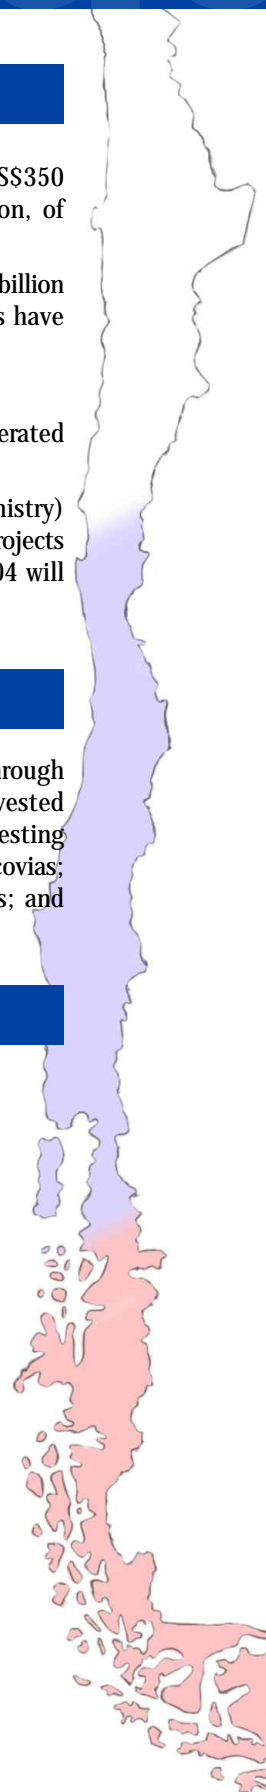 S$350
on, of
billion
s have
erated
nistry)
rojects
04 will
rough
vested
esting
covias;
s; and